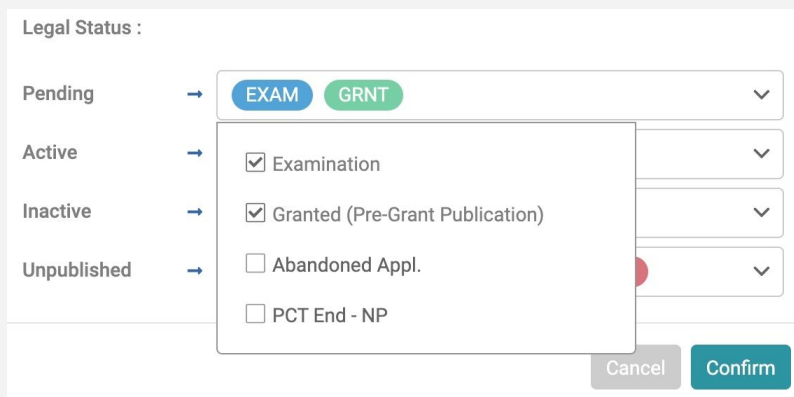 Legal Status :
Pending → EXAM GRNT
Active →
Examination
Inactive →
Granted (Pre-Grant Publication)
Unpublished →
Abandoned Appl.
PCT End - NP
Cancel Confirm